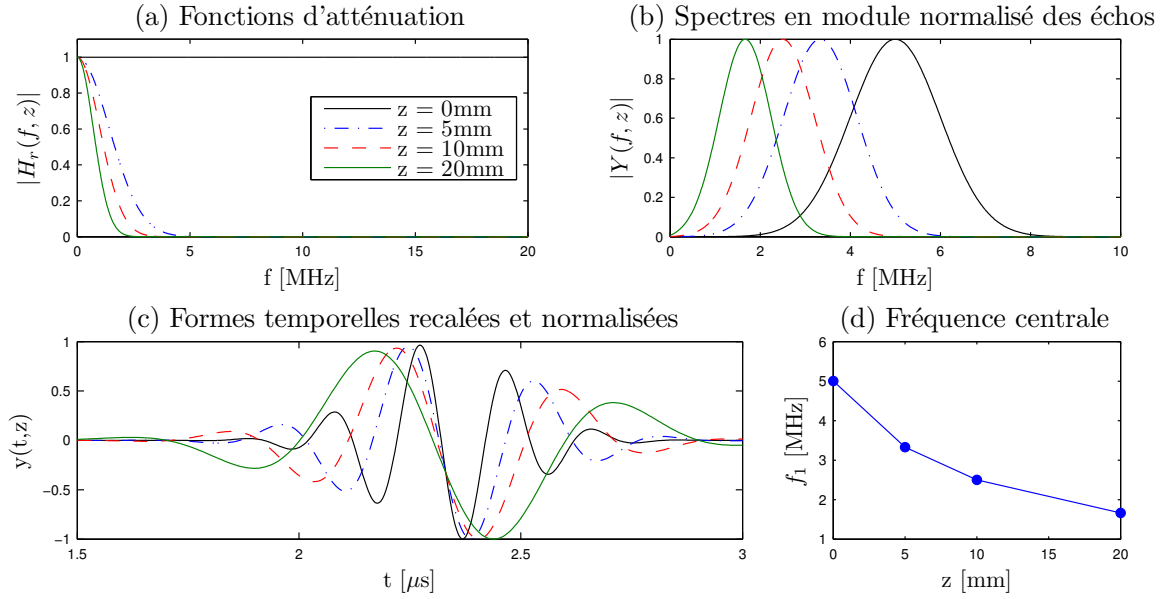 (a) Fonctions d'atténuation
|H_r(f, z)|
1
0.8
0.6
0.4
0.2
0
0 5 10 15 20
f [MHz]
z = 0mm
z = 5mm
z = 10mm
z = 20mm
(b) Spectres en module normalisé des échos
|Y(f, z)|
1
0.8
0.6
0.4
0.2
0
0 2 4 6 8 10
f [MHz]
(c) Formes temporelles recalées et normalisées
y(t,z)
1
0.5
0
−0.5
−1
1.5 2 2.5 3
t [μs]
(d) Fréquence centrale
f_1 [MHz]
6
5
4
3
2
1
0 5 10 15 20
z [mm]